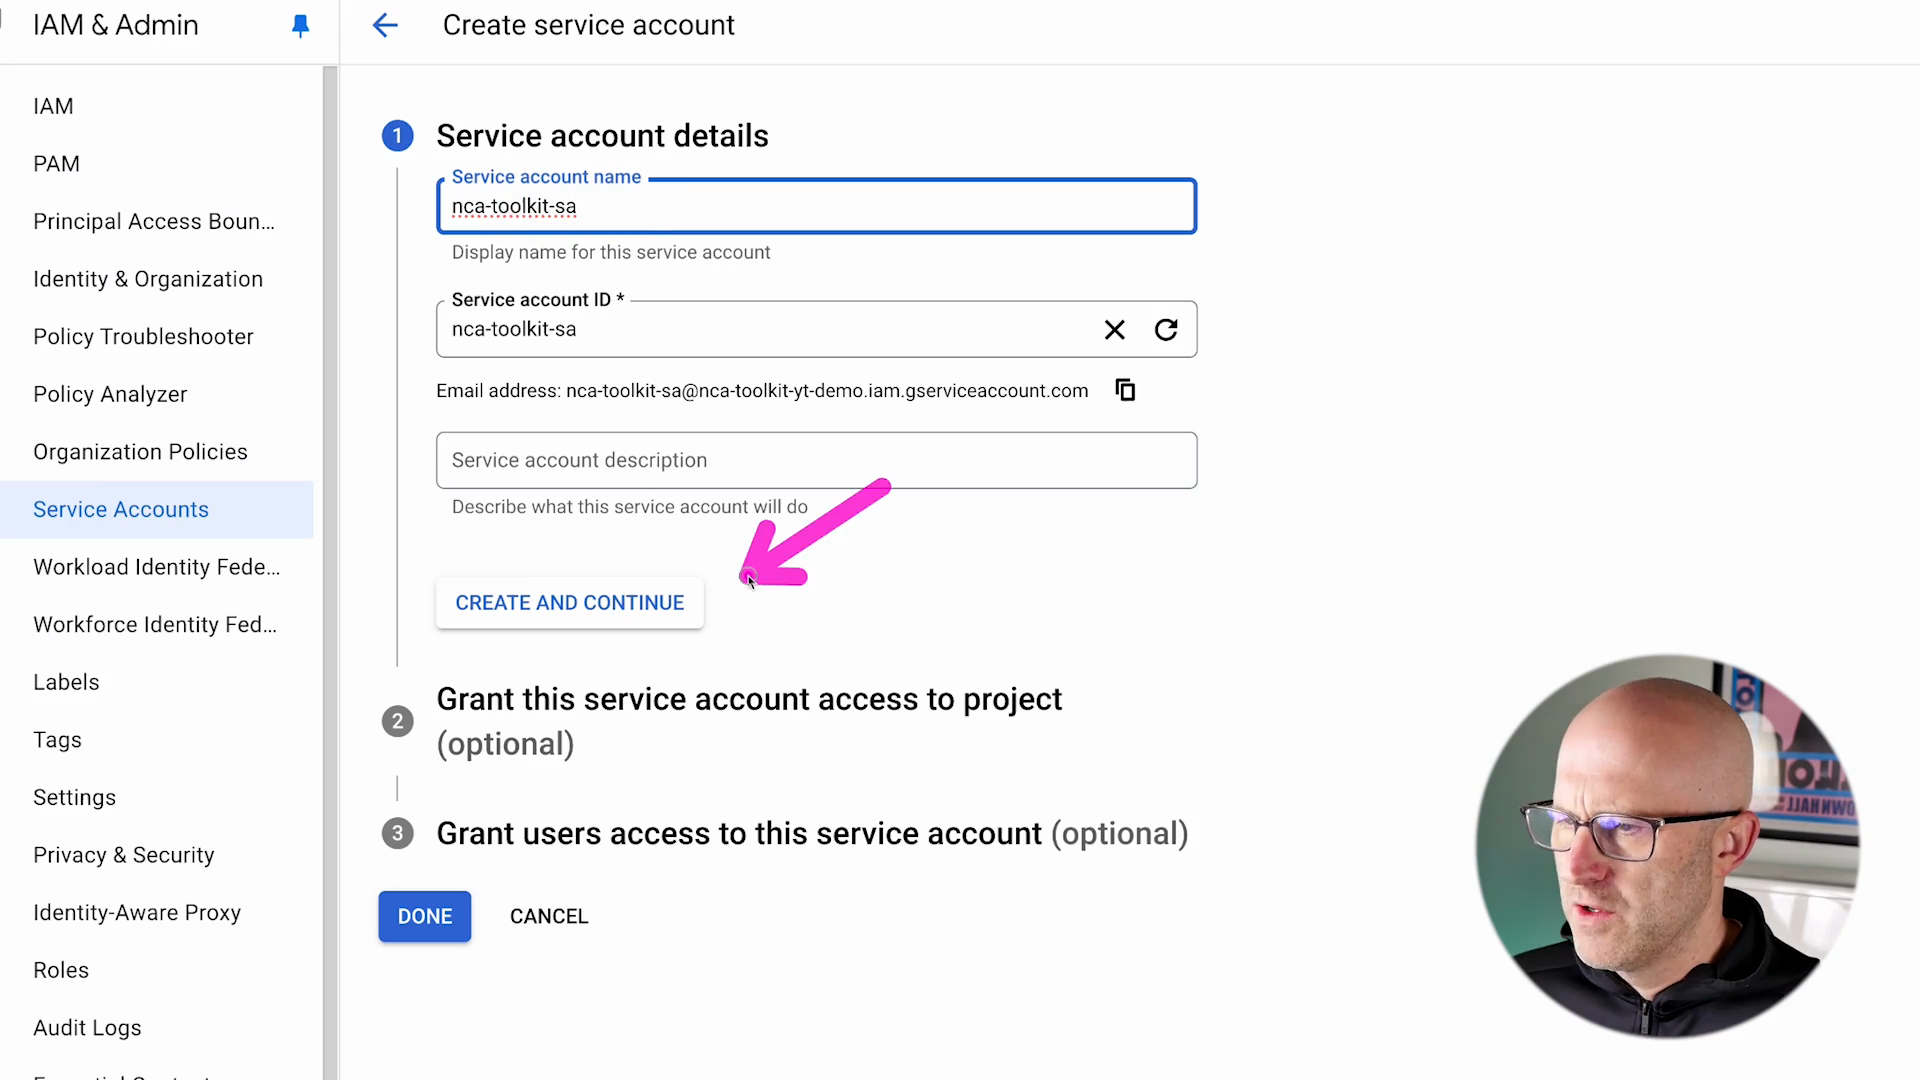 IAM & Admin
Create service account
IAM
PAM
Principal Access Boun...
Identity & Organization
Policy Troubleshooter
Policy Analyzer
Organization Policies
Service Accounts
Workload Identity Fede...
Workforce Identity Fed...
Labels
Tags
Settings
Privacy & Security
Identity-Aware Proxy
Roles
Audit Logs
1
Service account details
Service account name
nca-toolkit-sa
Display name for this service account
Service account ID *
nca-toolkit-sa
Email address: nca-toolkit-sa@nca-toolkit-yt-demo.iam.gserviceaccount.com
Service account description
Describe what this service account will do
CREATE AND CONTINUE
2
Grant this service account access to project
(optional)
3
Grant users access to this service account (optional)
DONE
CANCEL